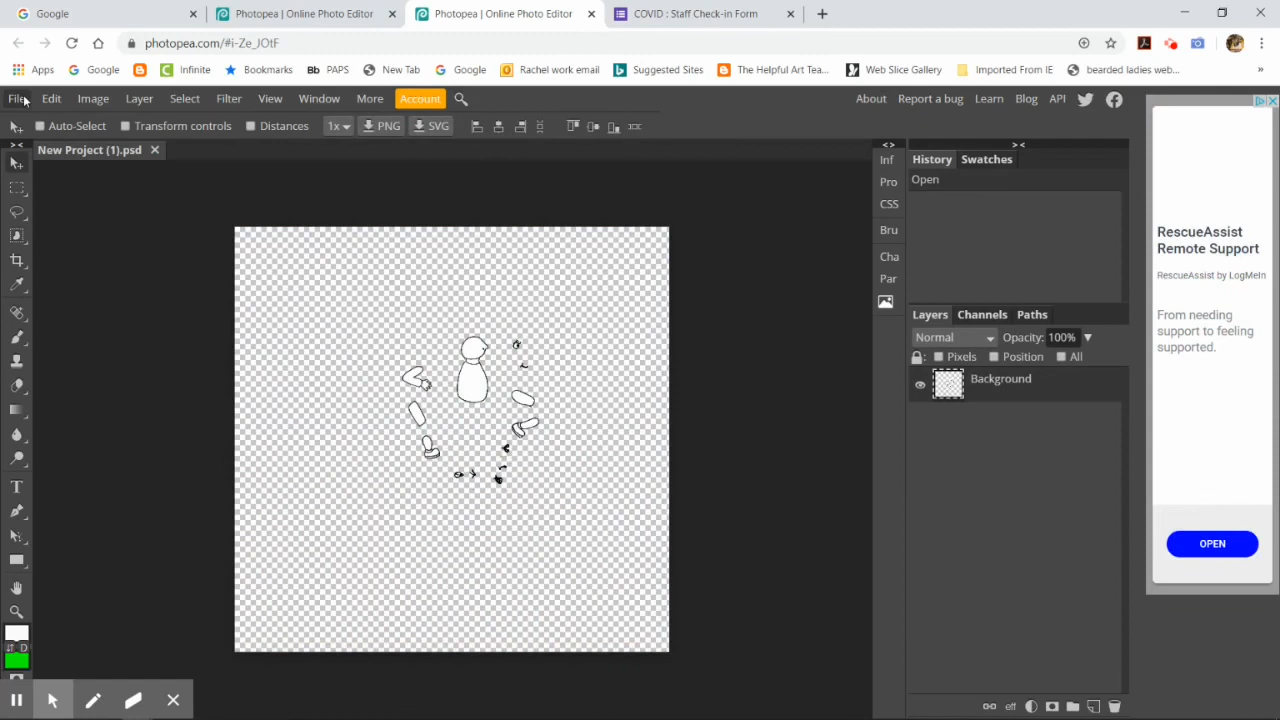 Google
Photopea | Online Photo Editor
Photopea | Online Photo Editor
COVID : Staff Check-in Form
photopea.com/#i-Ze_JOtF
Apps
Google
Infinite
Bookmarks
Bb PAPS
New Tab
Google
Rachel work email
Suggested Sites
The Helpful Art Tea...
Web Slice Gallery
Imported From IE
bearded ladies web...
File Edit Image Layer Select Filter View Window More Account
About Report a bug Learn Blog API
Auto-Select Transform controls Distances 1x PNG SVG
New Project (1).psd
Inf
Pro
CSS
Bru
Cha
Par
History Swatches
Open
Layers Channels Paths
Normal Opacity: 100%
Pixels Position All
Background
eff
D
RescueAssist
Remote Support
RescueAssist by LogMeIn
From needing
support to feeling
supported.
OPEN